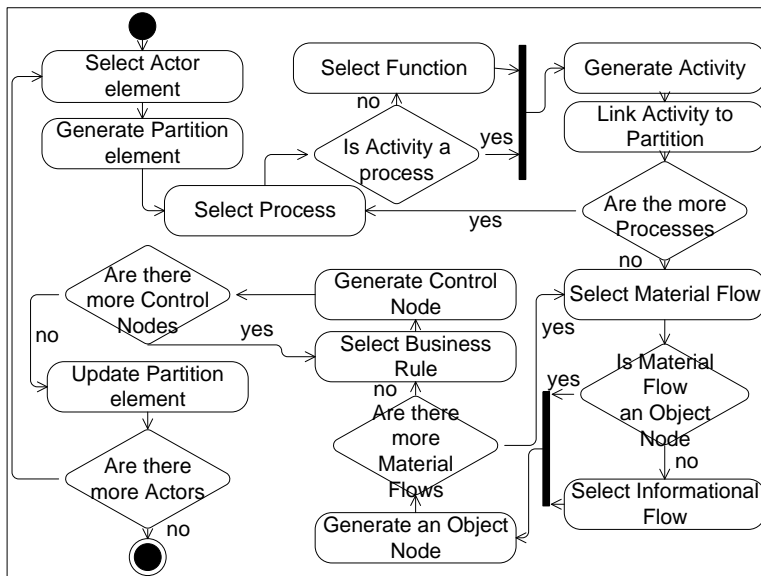 Select Actor
element
Generate Partition
element
Select Process
Select Function
no
Is Activity a
process
yes
Generate Activity
Link Activity to
Partition
Are the more
Processes
yes
no
Select Material Flow
Is Material
Flow
an Object
Node
yes
no
Select Informational
Flow
Generate an Object
Node
Are there
more
Material
Flows
yes
no
Select Business
Rule
Generate Control
Node
Are there
more Control
Nodes
yes
no
Update Partition
element
Are there
more Actors
no